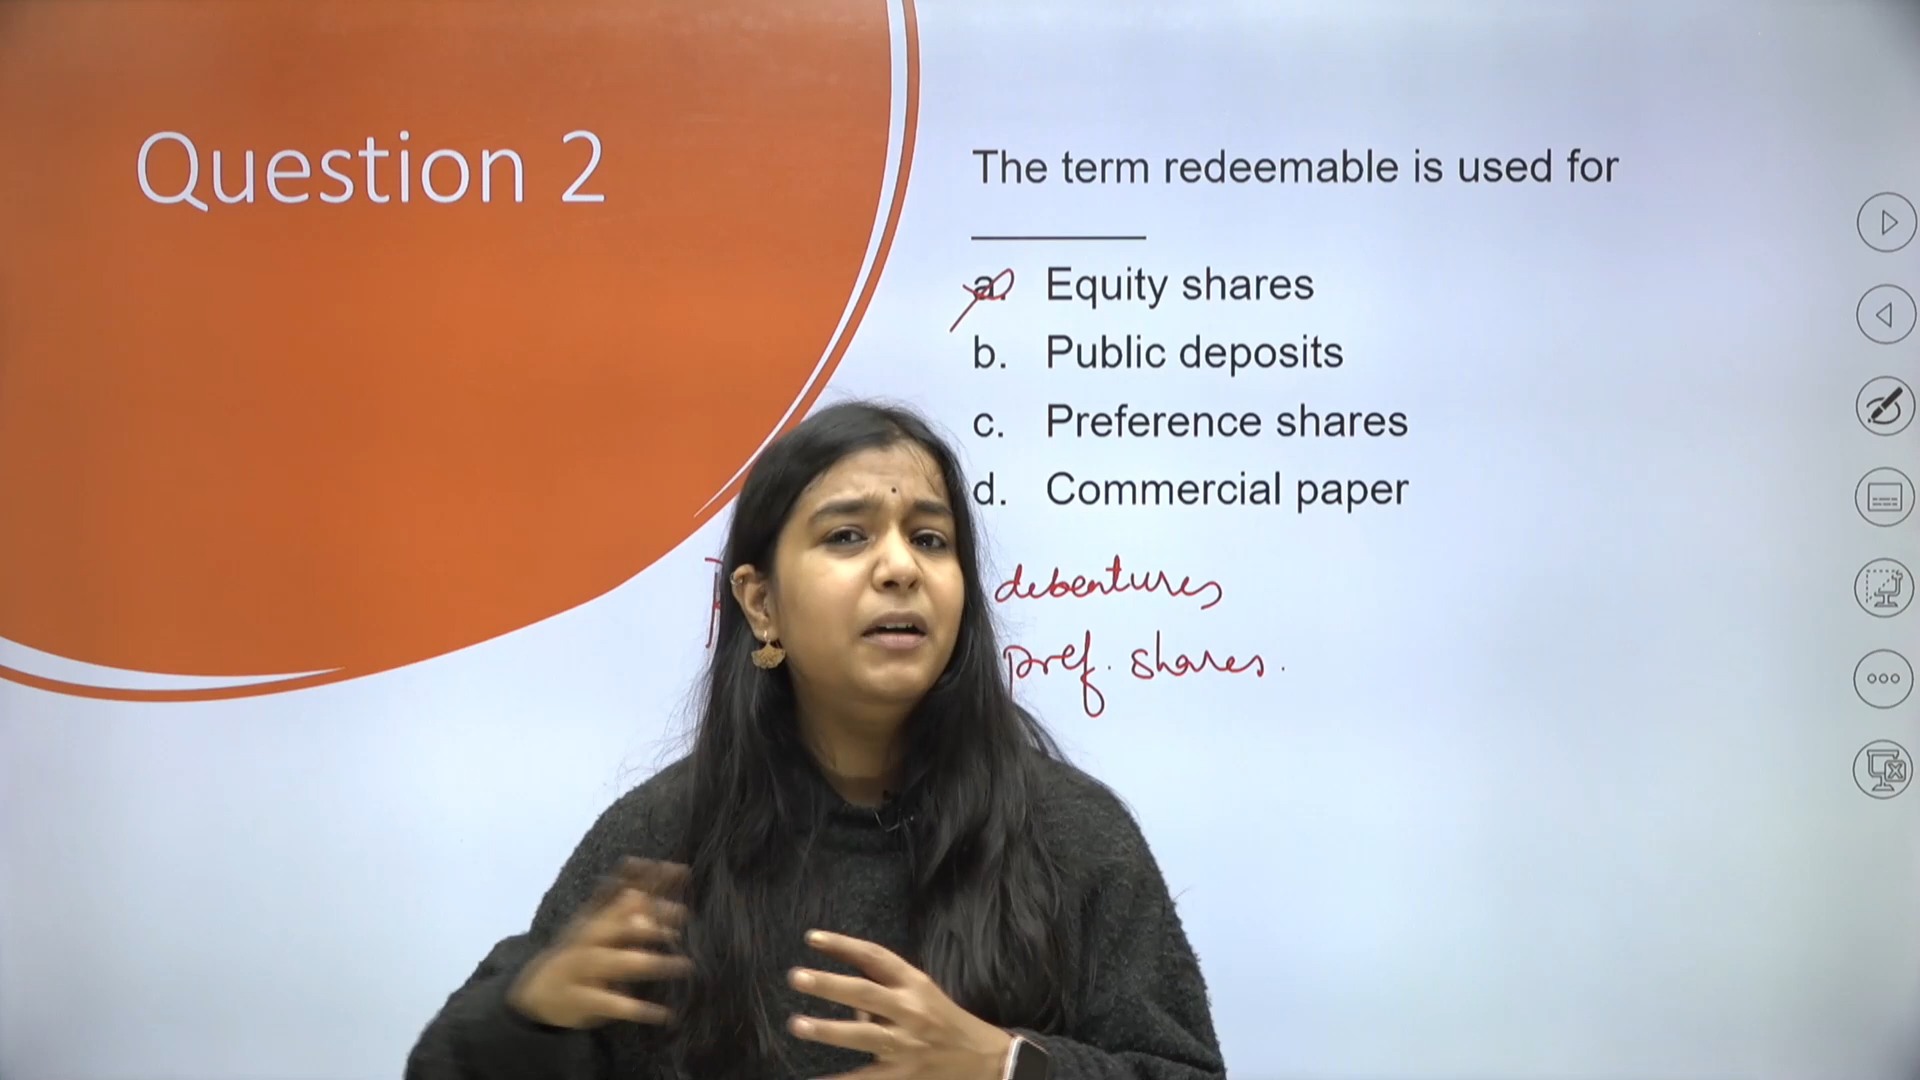 Question 2
The term redeemable is used for
a. Equity shares
b. Public deposits
c. Preference shares
d. Commercial paper
debentures
pref. shares.